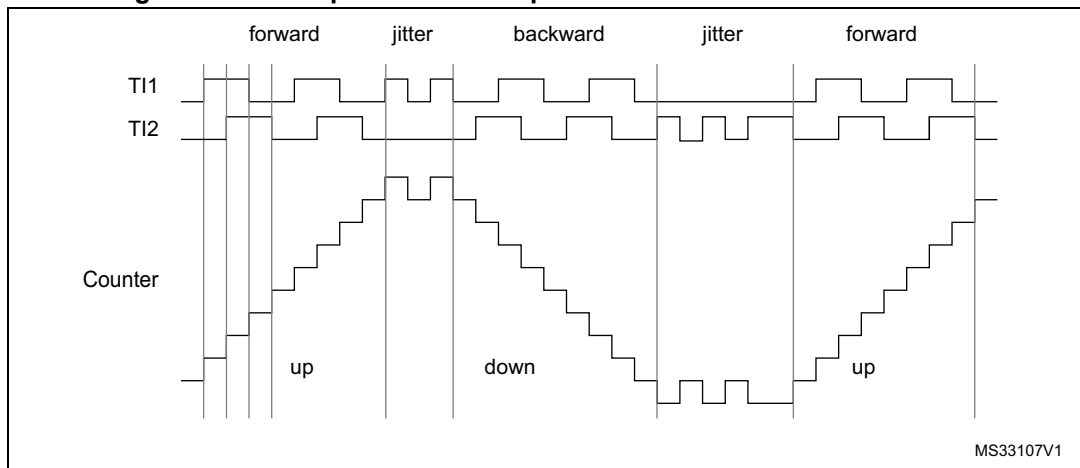 forward jitter backward jitter forward
TI1
TI2
Counter
up down up
MS33107V1